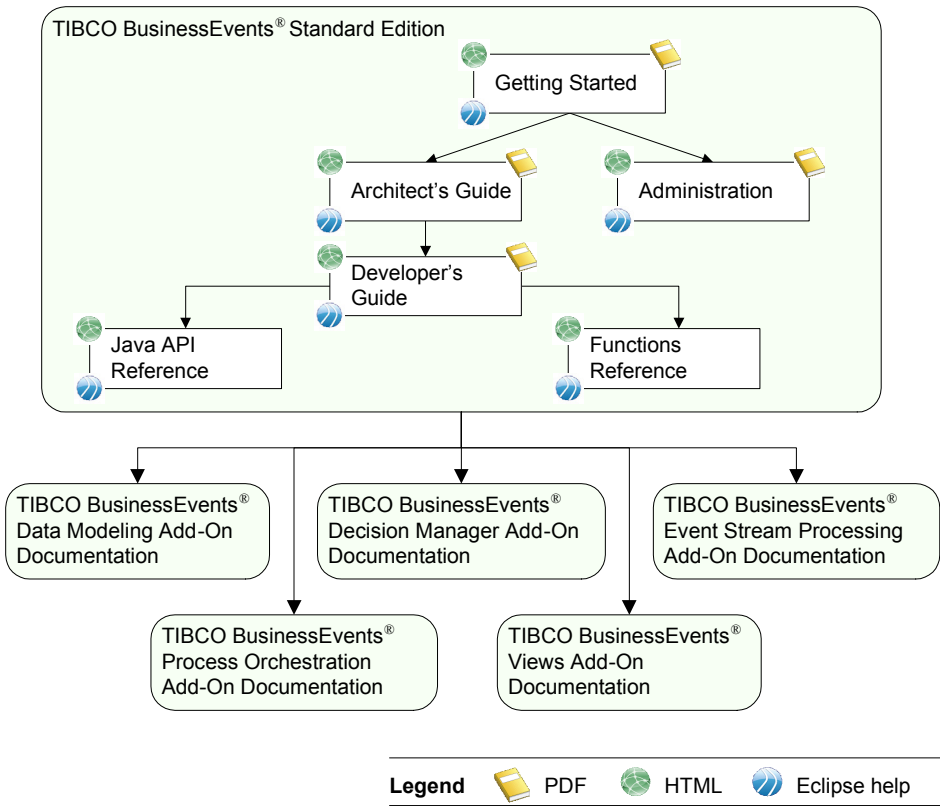 TIBCO BusinessEvents® Standard Edition
Getting Started
Architect's Guide
Administration
Developer's
Guide
Java API
Reference
Functions
Reference
TIBCO BusinessEvents®
Data Modeling Add-On
Documentation
TIBCO BusinessEvents®
Decision Manager Add-On
Documentation
TIBCO BusinessEvents®
Event Stream Processing
Add-On Documentation
TIBCO BusinessEvents®
Process Orchestration
Add-On Documentation
TIBCO BusinessEvents®
Views Add-On
Documentation
Legend PDF HTML Eclipse help